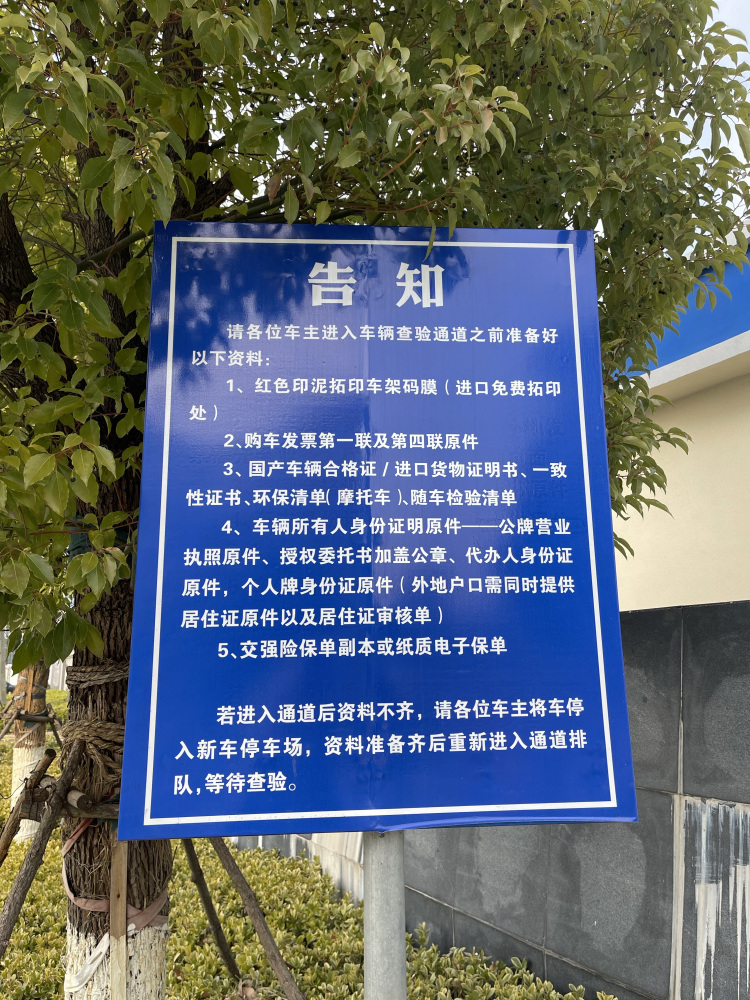 告知
请各位车主进入车辆查验通道之前准备好
以下资料：
1、红色印泥拓印车架码膜（进口免费拓印
处）
2、购车发票第一联及第四联原件
3、国产车辆合格证/进口货物证明书、一致
性证书、环保清单（摩托车）、随车检验清单
4、车辆所有人身份证明原件——公牌营业
执照原件、授权委托书加盖公章、代办人身份证
原件，个人牌身份证原件（外地户口需同时提供
居住证原件以及居住证审核单）
5、交强险保单副本或纸质电子保单
若进入通道后资料不齐，请各位车主将车停
入新车停车场，资料准备齐后重新进入通道排
队，等待查验。